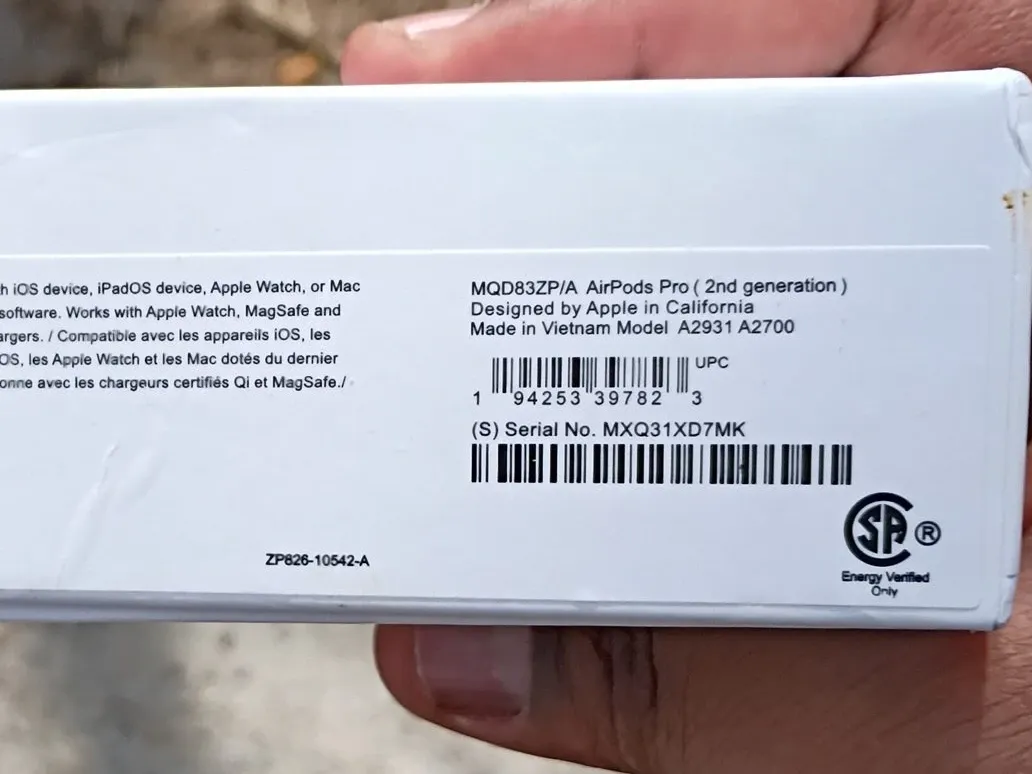 h iOS device, iPadOS device, Apple Watch, or Mac
software. Works with Apple Watch, MagSafe and
argers. / Compatible avec les appareils iOS, les
OS, les Apple Watch et les Mac dotés du dernier
onne avec les chargeurs certifiés Qi et MagSafe./
ZP826-10542-A
MQD83ZP/A AirPods Pro ( 2nd generation )
Designed by Apple in California
Made in Vietnam Model A2931 A2700
UPC
1 94253 39782 3
(S) Serial No. MXQ31XD7MK
SA ®
Energy Verified
Only